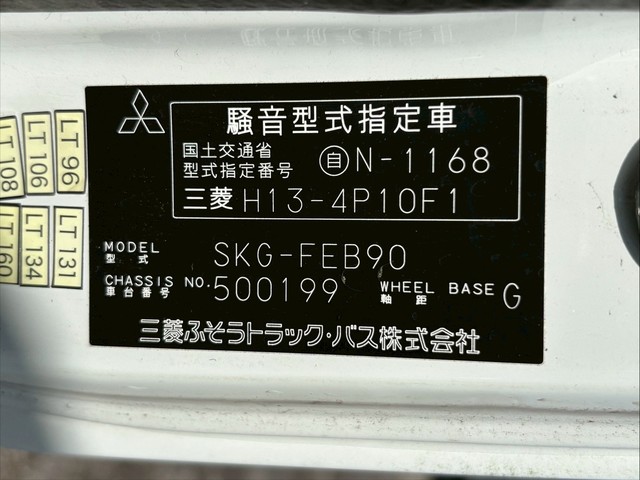 騒音型式指定車
国土交通省
型式指定番号 自N-1168
三菱 H13-4P10F1
MODEL
型式 SKG-FEB90
CHASSIS NO.
車台番号 500199 WHEEL BASE
軸距 G
三菱ふそうトラック・バス株式会社
LT 108
LT 106
LT 96
LT 160
LT 134
LT 131